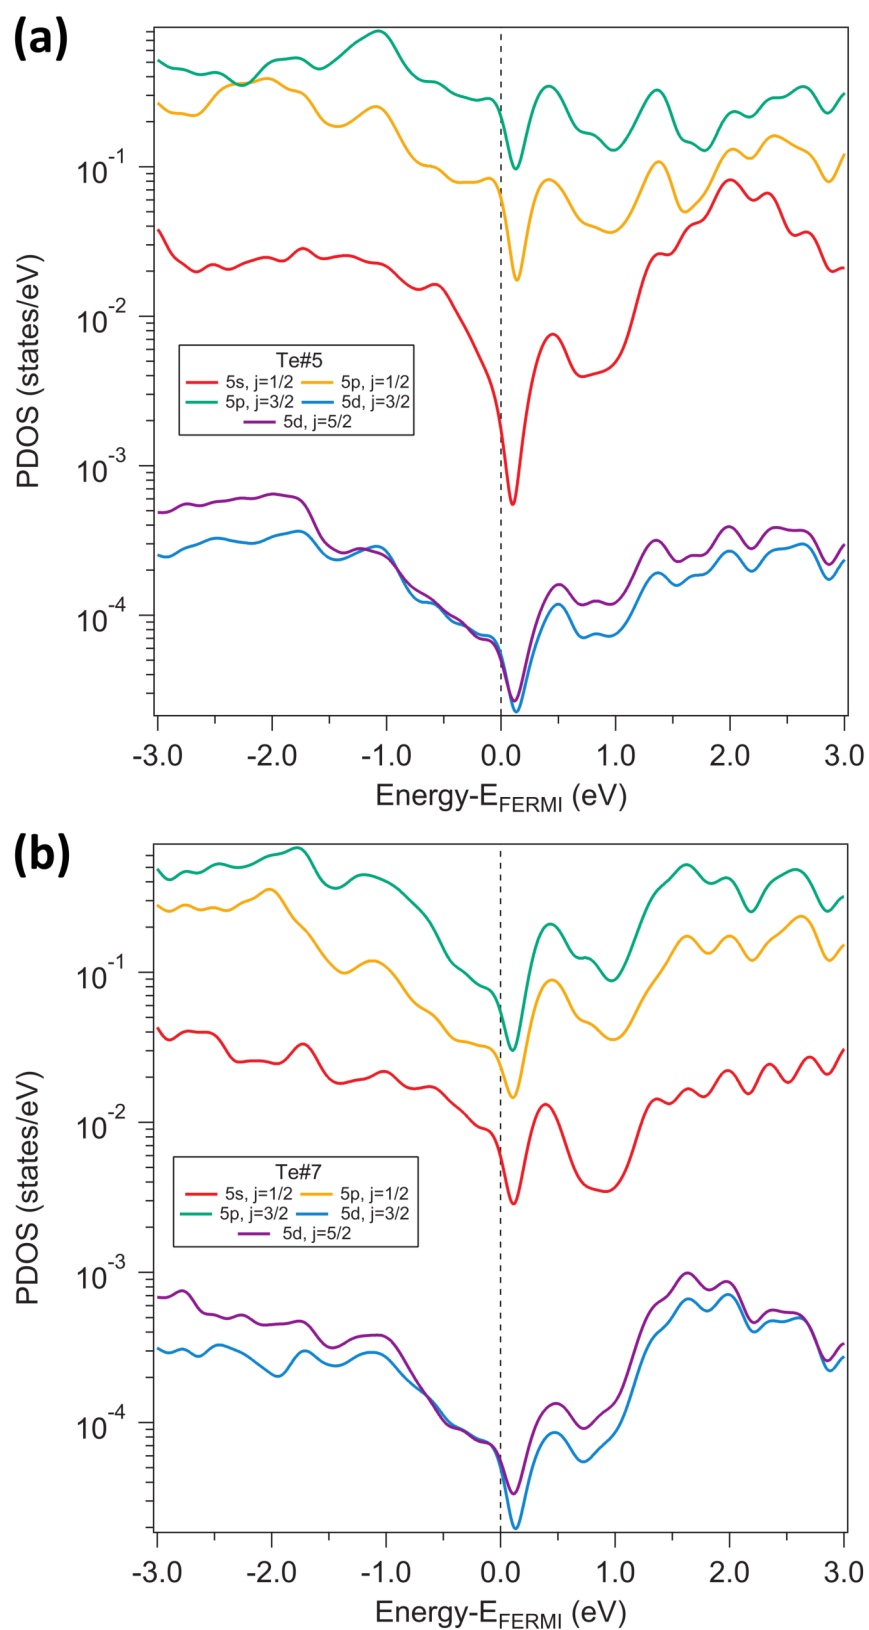 (a)
PDOS (states/eV)
10-1
10-2
10-3
10-4
Te#5
5s, j=1/2 5p, j=1/2
5p, j=3/2 5d, j=3/2
5d, j=5/2
-3.0 -2.0 -1.0 0.0 1.0 2.0 3.0
Energy-EFERMI (eV)
(b)
PDOS (states/eV)
10-1
10-2
10-3
10-4
Te#7
5s, j=1/2 5p, j=1/2
5p, j=3/2 5d, j=3/2
5d, j=5/2
-3.0 -2.0 -1.0 0.0 1.0 2.0 3.0
Energy-EFERMI (eV)